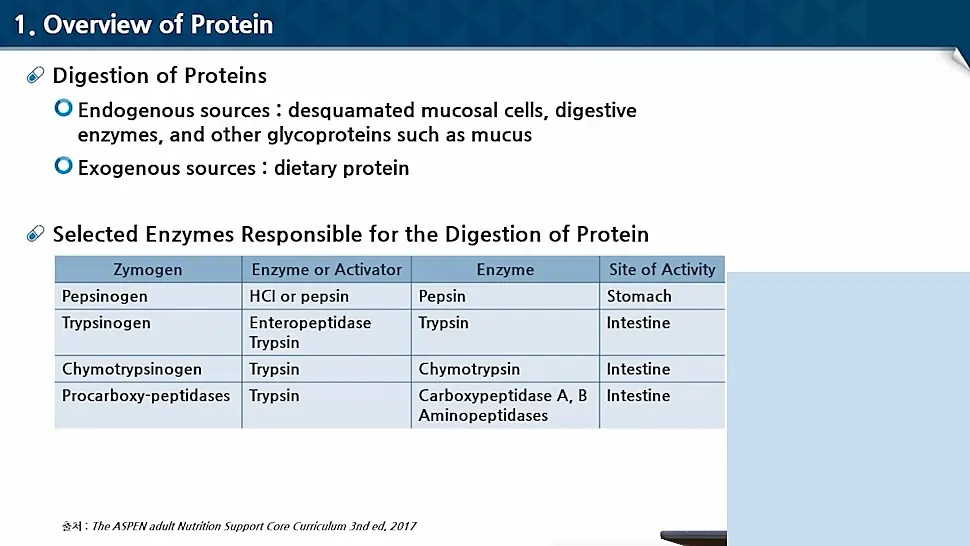 1. Overview of Protein
Digestion of Proteins
Endogenous sources : desquamated mucosal cells, digestive
enzymes, and other glycoproteins such as mucus
Exogenous sources : dietary protein
Selected Enzymes Responsible for the Digestion of Protein
Zymogen Enzyme or Activator Enzyme Site of Activity
Pepsinogen HCl or pepsin Pepsin Stomach
Trypsinogen Enteropeptidase Trypsin Intestine
Trypsin
Chymotrypsinogen Trypsin Chymotrypsin Intestine
Procarboxy-peptidases Trypsin Carboxypeptidase A, B Intestine
Aminopeptidases
출처 : The ASPEN adult Nutrition Support Core Curriculum 3nd ed, 2017